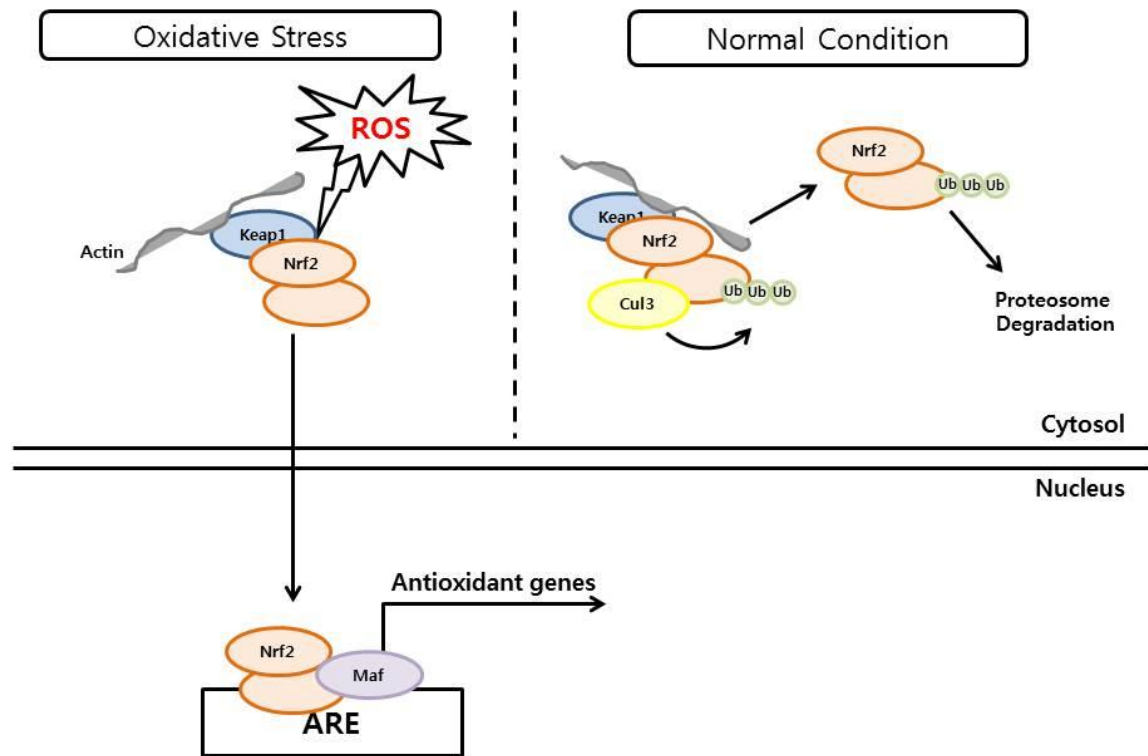 Oxidative Stress
Normal Condition
ROS
Actin
Keap1
Nrf2
Keap1
Nrf2
Cul3
Ub Ub Ub
Nrf2
Ub Ub Ub
Proteosome
Degradation
Cytosol
Nucleus
Antioxidant genes
Nrf2
Maf
ARE